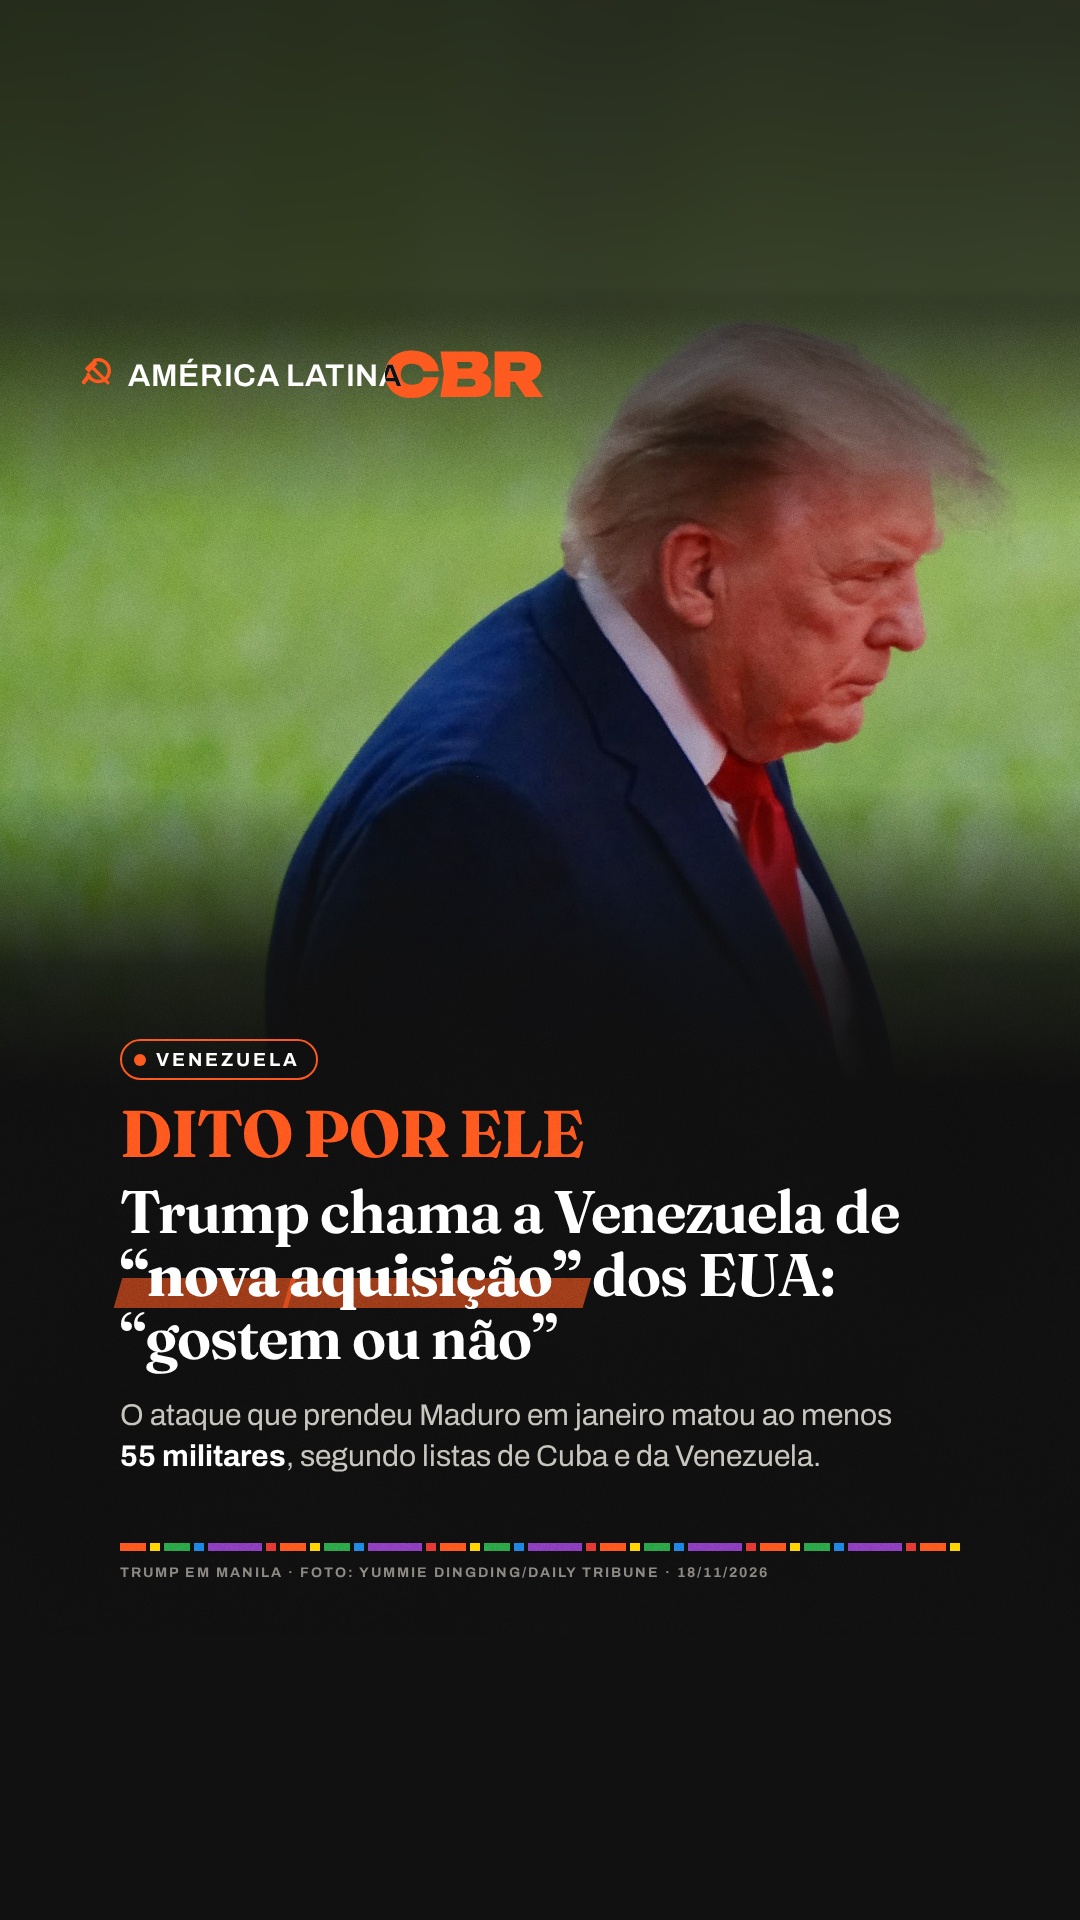 AMÉRICA LATINA
CBR
VENEZUELA
DITO POR ELE
Trump chama a Venezuela de
“nova aquisição” dos EUA:
“gostem ou não”
O ataque que prendeu Maduro em janeiro matou ao menos
55 militares, segundo listas de Cuba e da Venezuela.
TRUMP EM MANILA · FOTO: YUMMIE DINGDING/DAILY TRIBUNE · 18/11/2026